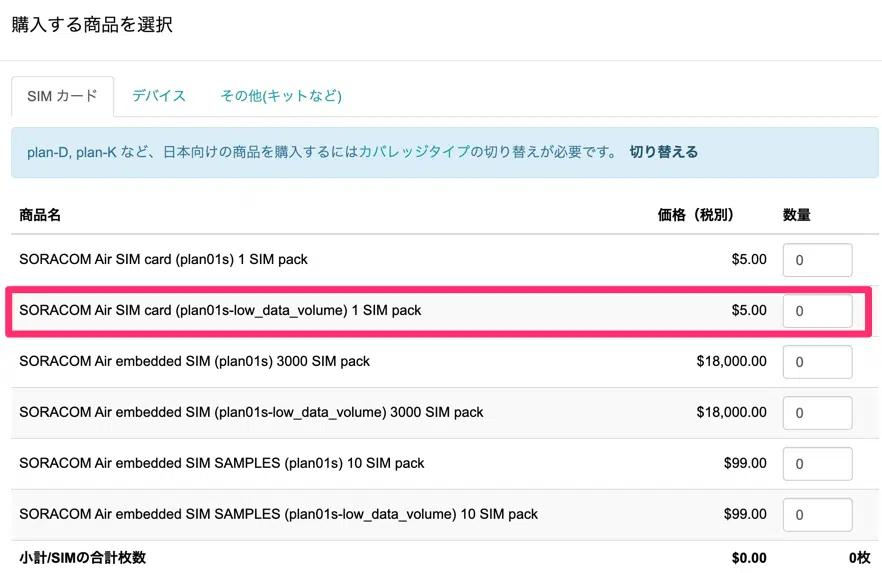 購入する商品を選択
SIM カード デバイス その他(キットなど)
plan-D, plan-K など、日本向けの商品を購入するにはカバレッジタイプの切り替えが必要です。 切り替える
商品名 価格（税別） 数量
SORACOM Air SIM card (plan01s) 1 SIM pack $5.00 0
SORACOM Air SIM card (plan01s-low_data_volume) 1 SIM pack $5.00 0
SORACOM Air embedded SIM (plan01s) 3000 SIM pack $18,000.00 0
SORACOM Air embedded SIM (plan01s-low_data_volume) 3000 SIM pack $18,000.00 0
SORACOM Air embedded SIM SAMPLES (plan01s) 10 SIM pack $99.00 0
SORACOM Air embedded SIM SAMPLES (plan01s-low_data_volume) 10 SIM pack $99.00 0
小計/SIMの合計枚数 $0.00 0枚